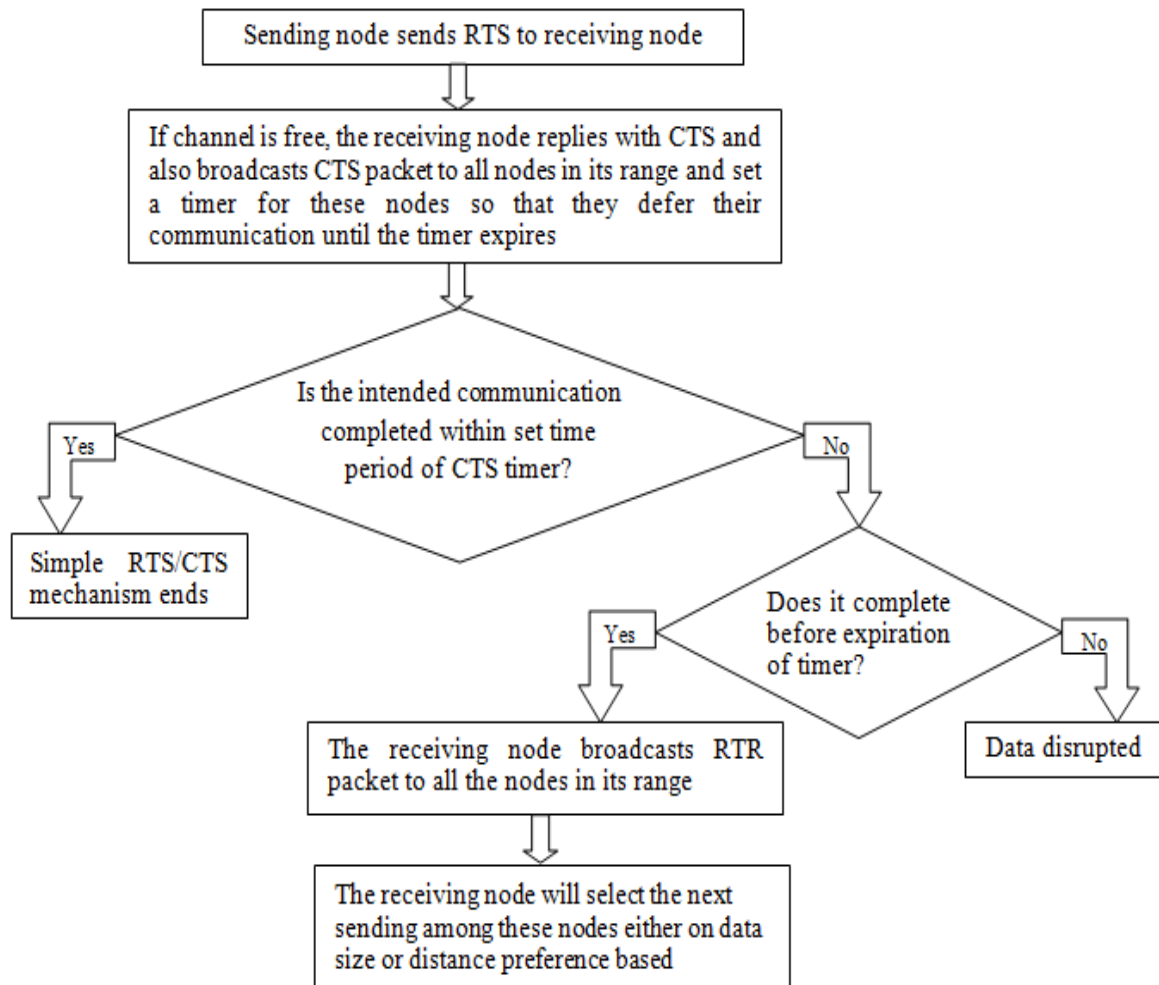 Sending node sends RTS to receiving node
If channel is free, the receiving node replies with CTS and
also broadcasts CTS packet to all nodes in its range and set
a timer for these nodes so that they defer their
communication until the timer expires
Is the intended communication
completed within set time
period of CTS timer?
Yes
No
Simple RTS/CTS
mechanism ends
Does it complete
before expiration
of timer?
Yes
No
The receiving node broadcasts RTR
packet to all the nodes in its range
Data disrupted
The receiving node will select the next
sending among these nodes either on data
size or distance preference based